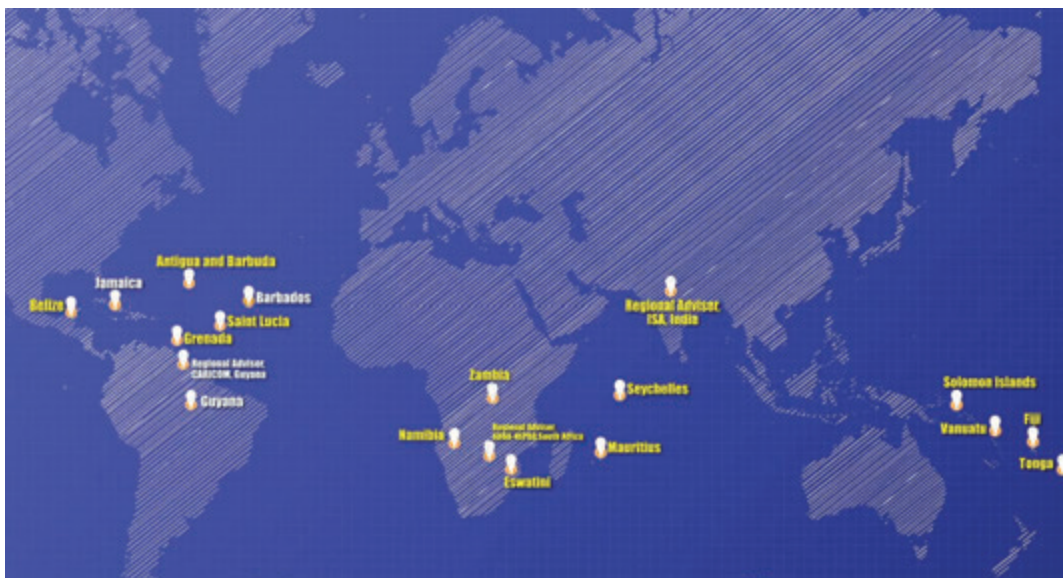 Antigua and Barbuda
Jamaica
Belize
Barbados
Saint Lucia
Grenada
Regional Adviser,
CARICOM, Guyana
Guyana
Regional Adviser,
ISA, India
Zambia
Seychelles
Namibia
Regional Adviser
South Africa
Mauritius
Eswatini
Solomon Islands
Vanuatu
Fiji
Tonga